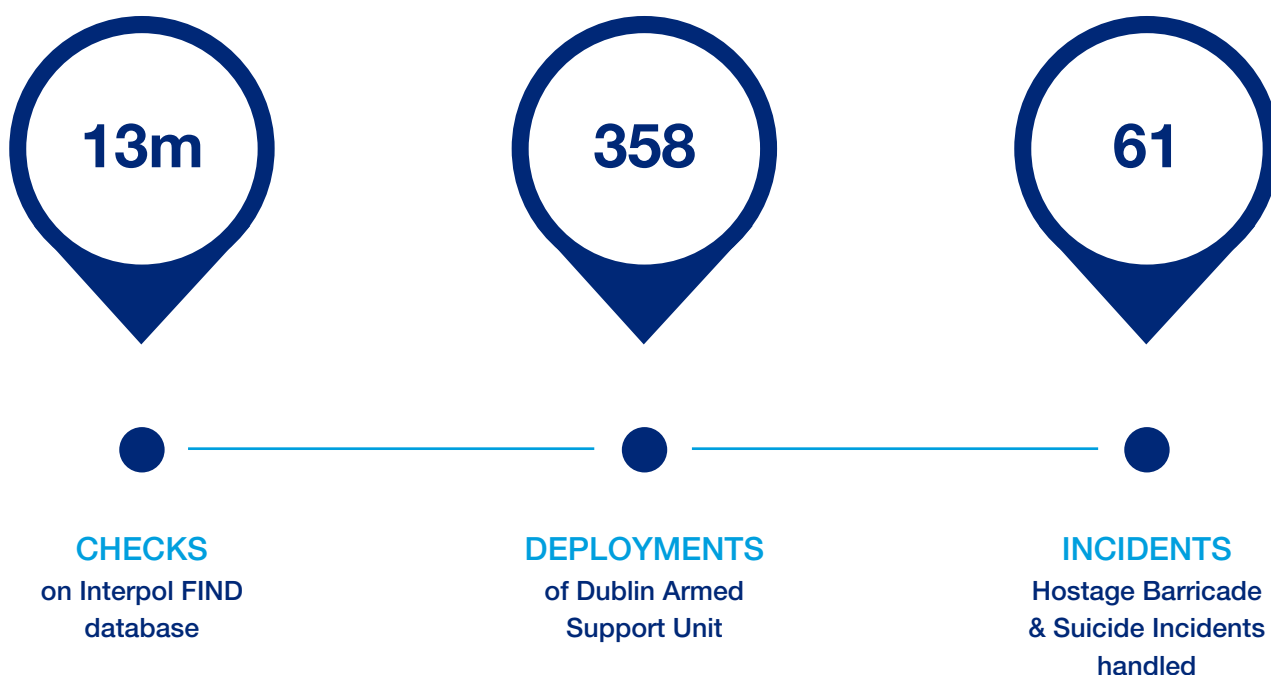 13m
358
61
CHECKS
on Interpol FIND
database
DEPLOYMENTS
of Dublin Armed
Support Unit
INCIDENTS
Hostage Barricade
& Suicide Incidents
handled